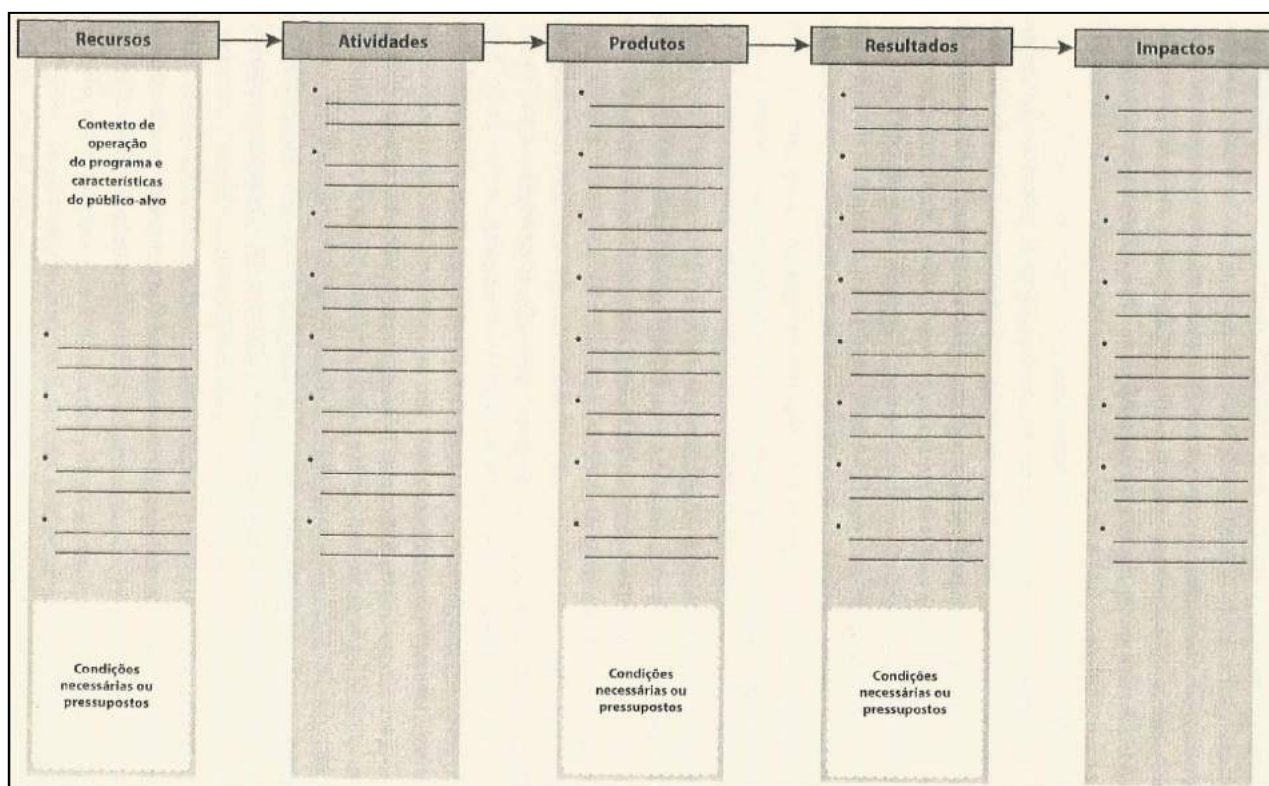 Recursos
Atividades
Produtos
Resultados
Impactos
Contexto de
operação
do programa e
características
do público-alvo
Condições
necessárias ou
pressupostos
Condições
necessárias ou
pressupostos
Condições
necessárias ou
pressupostos